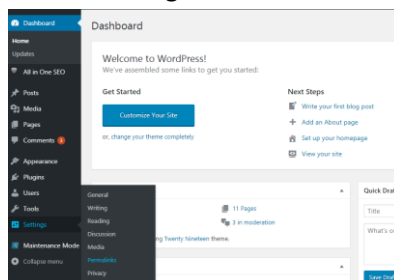 Dashboard
Home
Updates
All in One SEO
Posts
Media
Pages
Comments
Appearance
Plugins
Users
Tools
Settings
Maintenance Mode
Collapse menu
General
Writing
Reading
Discussion
Media
Permalinks
Privacy
Dashboard
Welcome to WordPress!
We've assembled some links to get you started:
Get Started
Customize Your Site
or, change your theme completely
Next Steps
Write your first blog post
Add an About page
Set up your homepage
View your site
11 Pages
3 in moderation
ng Twenty Nineteen theme.
Quick Dra
Title
What's o
Save Draf